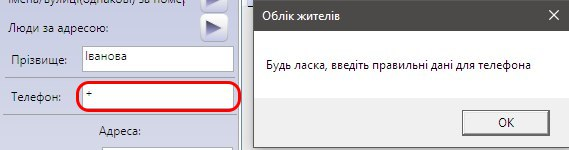 Люди за адресою:
Прізвище: Іванова
Телефон: +
Адреса:
Облік жителів
Будь ласка, введіть правильні дані для телефона
OK